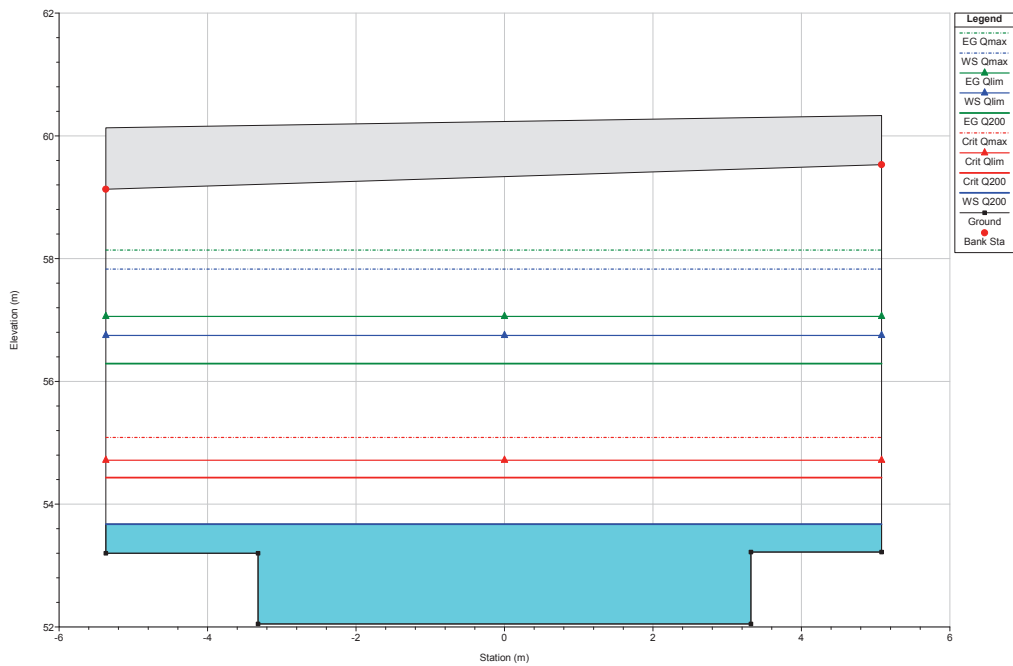 62
60
58
56
54
52
-6
-4
-2
0
2
4
6
Elevation (m)
Station (m)
Legend
EG Qmax
WS Qmax
EG Qlim
WS Qlim
EG Q200
Crit Qmax
Crit Qlim
Crit Q200
WS Q200
Ground
Bank Sta